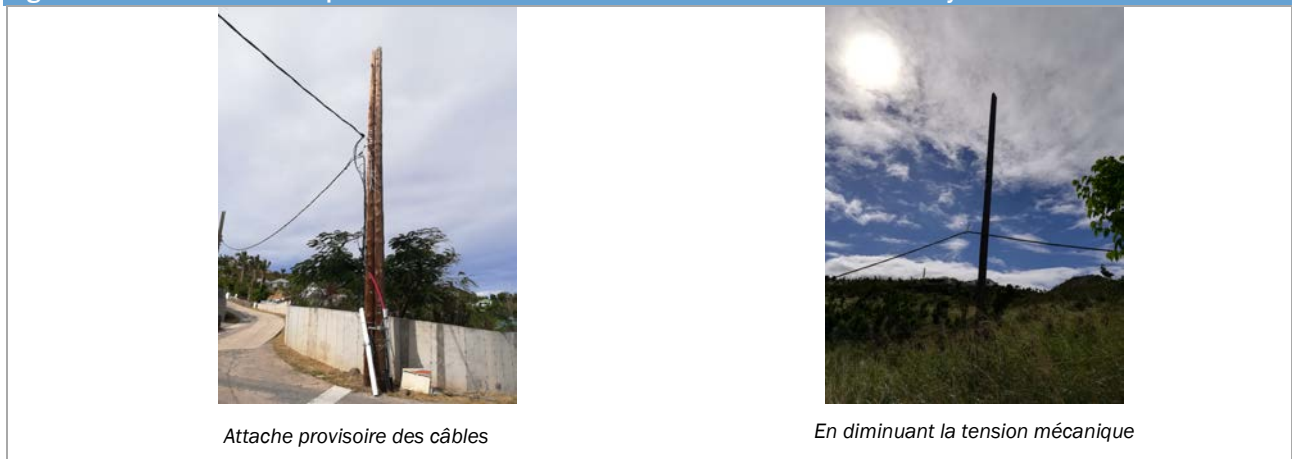 Attache provisoire des câbles
En diminuant la tension mécanique